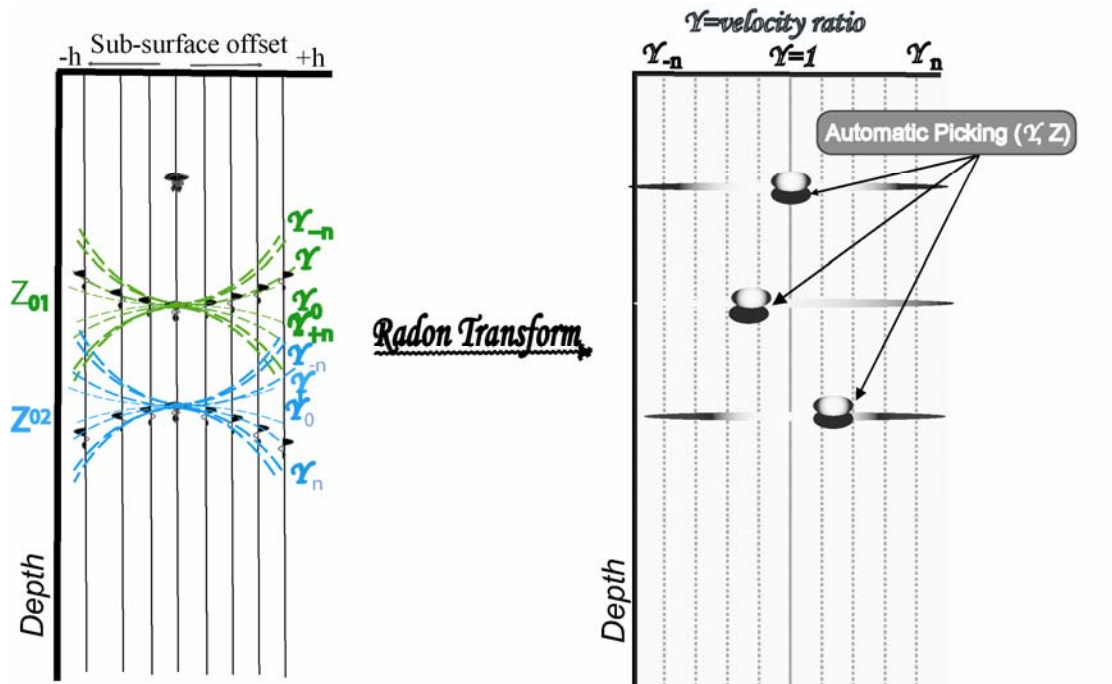 Sub-surface offset
-h
+h
ϒ₋ₙ
ϒ
Z₀₁
ϒ₀
ϒ₊ₙ
ϒ₋ₙ
ϒ
Z₀₂
ϒ₀
ϒₙ
Depth
Radon Transform
ϒ=velocity ratio
ϒ₋ₙ
ϒ=1
ϒₙ
Automatic Picking (ϒ, Z)
Depth